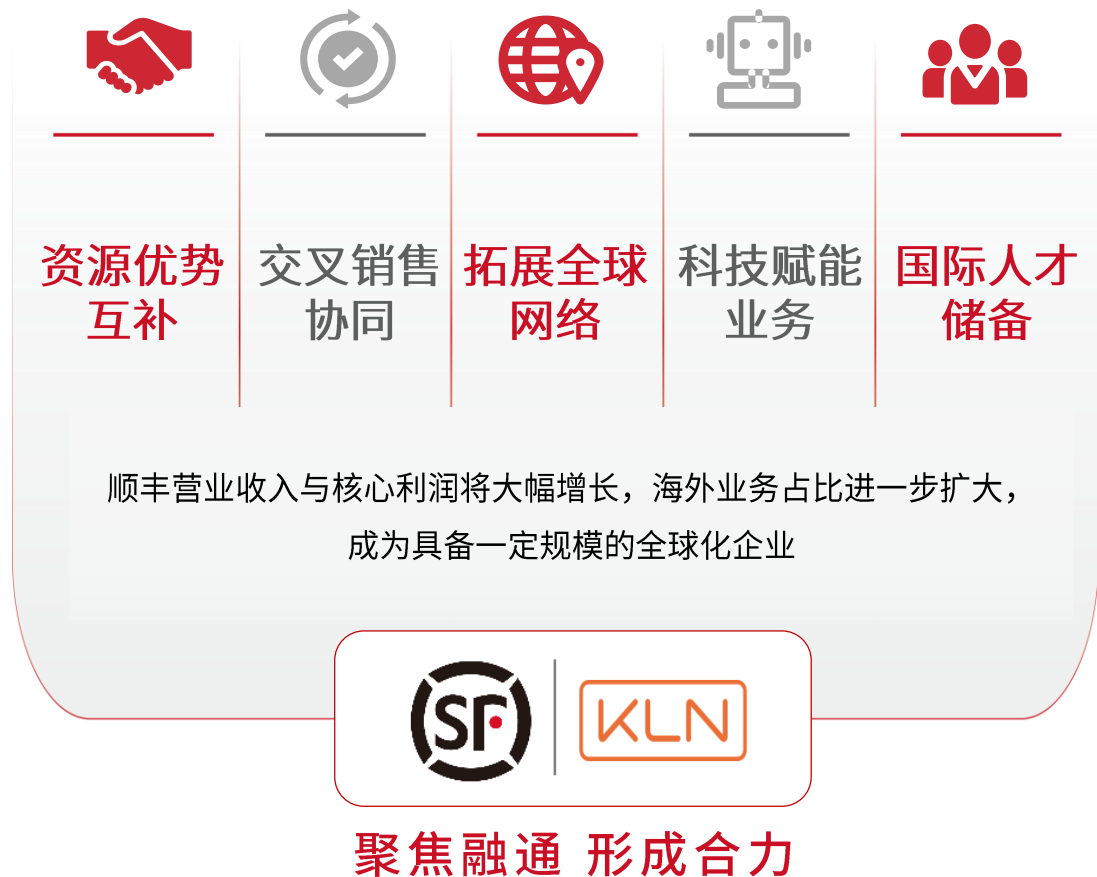 资源优势
互补
交叉销售
协同
拓展全球
网络
科技赋能
业务
国际人才
储备
顺丰营业收入与核心利润将大幅增长，海外业务占比进一步扩大，
成为具备一定规模的全球化企业
SF
KLN
聚焦融通 形成合力